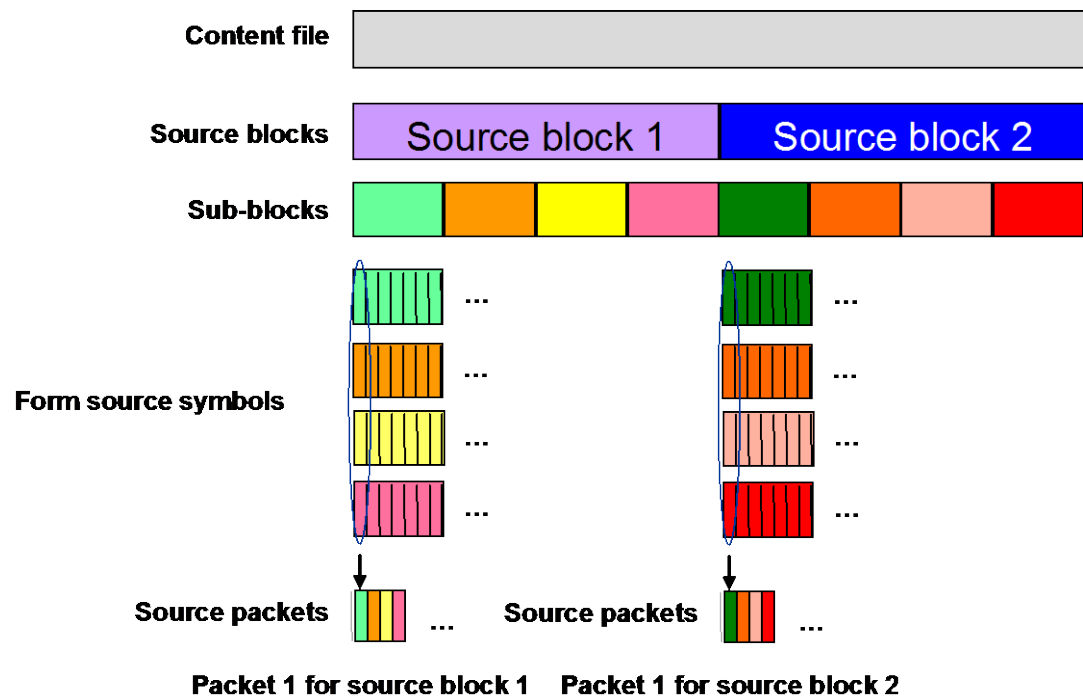 Content file
Source blocks
Source block 1
Source block 2
Sub-blocks
...
...
...
...
Form source symbols
...
...
...
...
Source packets
...
Source packets
...
Packet 1 for source block 1
Packet 1 for source block 2